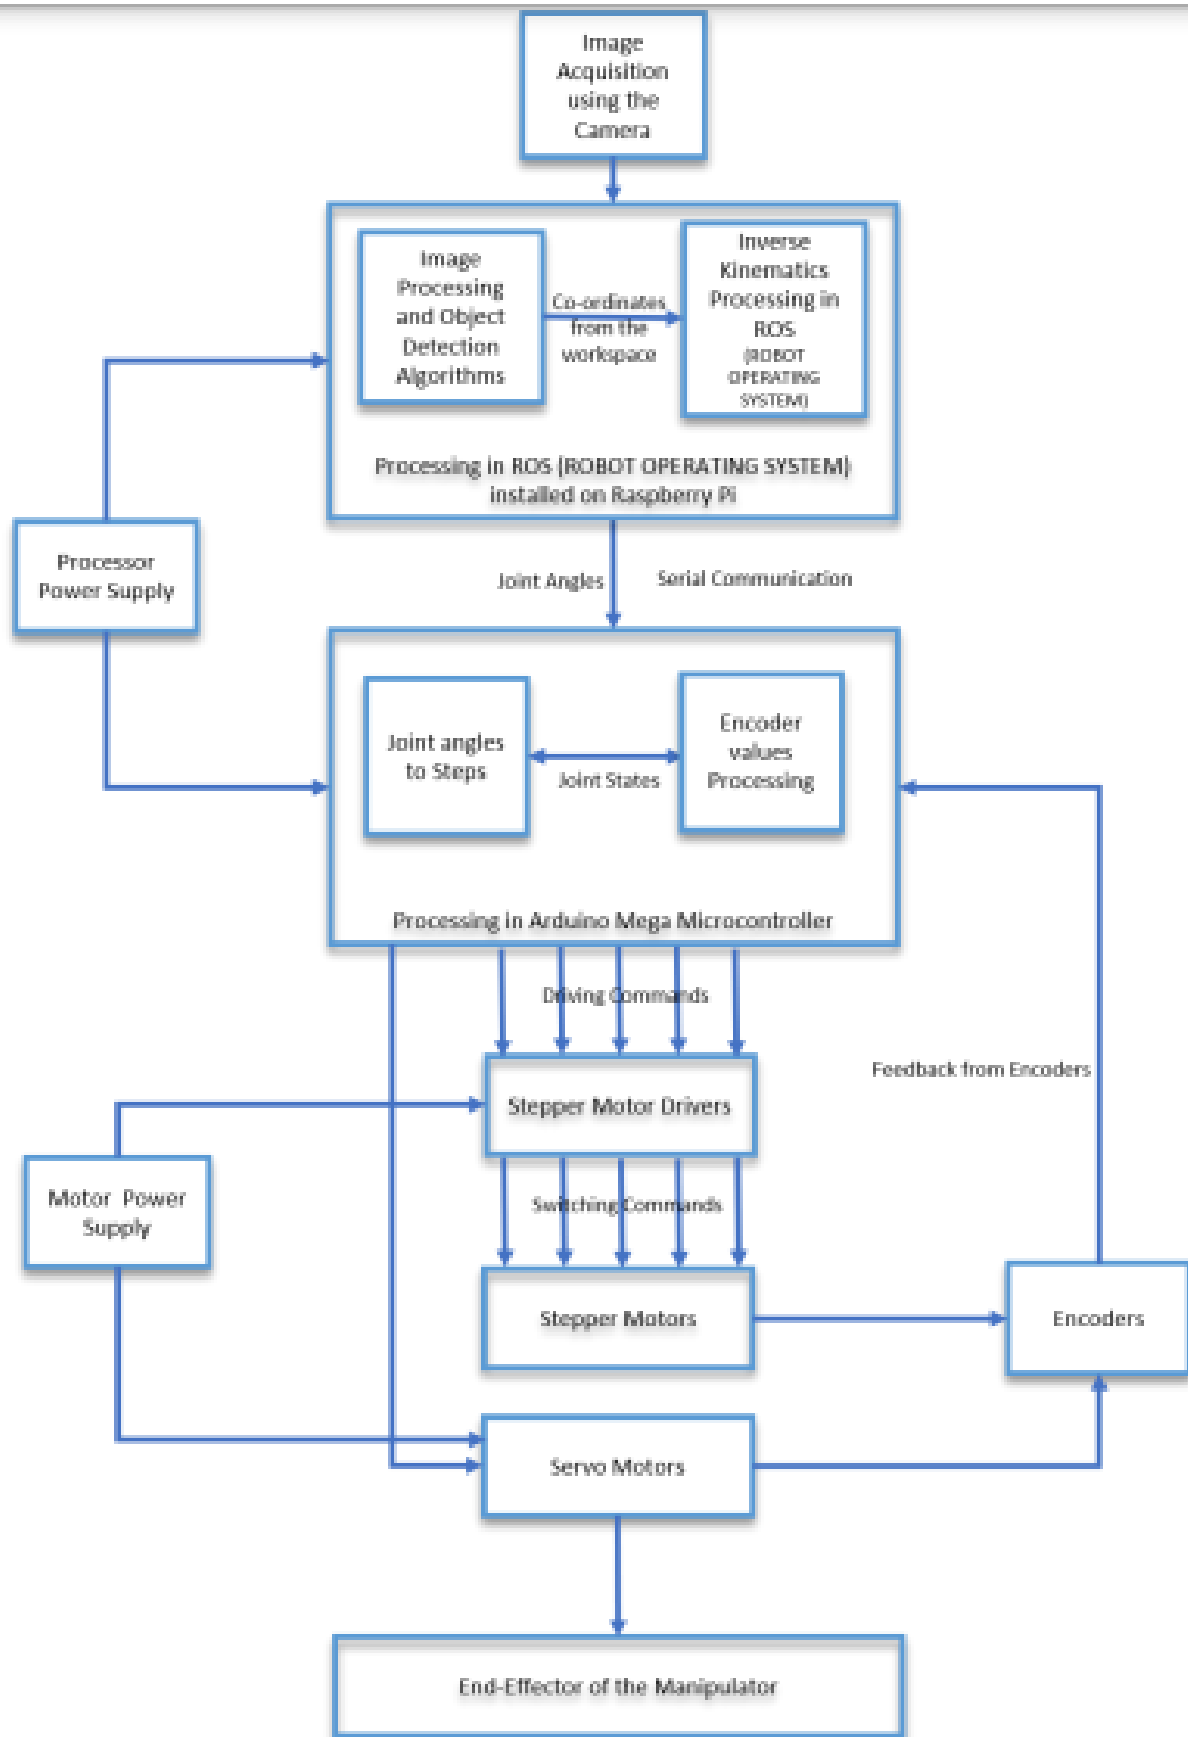 Image
Acquisition
using the
Camera
Image
Processing
and Object
Detection
Algorithms
Co-ordinates
from the
workspace
Inverse
Kinematics
Processing in
ROS
(ROBOT
OPERATING
SYSTEM)
Processing in ROS (ROBOT OPERATING SYSTEM)
installed on Raspberry Pi
Processor
Power Supply
Joint Angles
Serial Communication
Joint angles
to Steps
Joint States
Encoder
values
Processing
Processing in Arduino Mega Microcontroller
Driving Commands
Feedback from Encoders
Stepper Motor Drivers
Motor Power
Supply
Switching Commands
Stepper Motors
Encoders
Servo Motors
End-Effector of the Manipulator